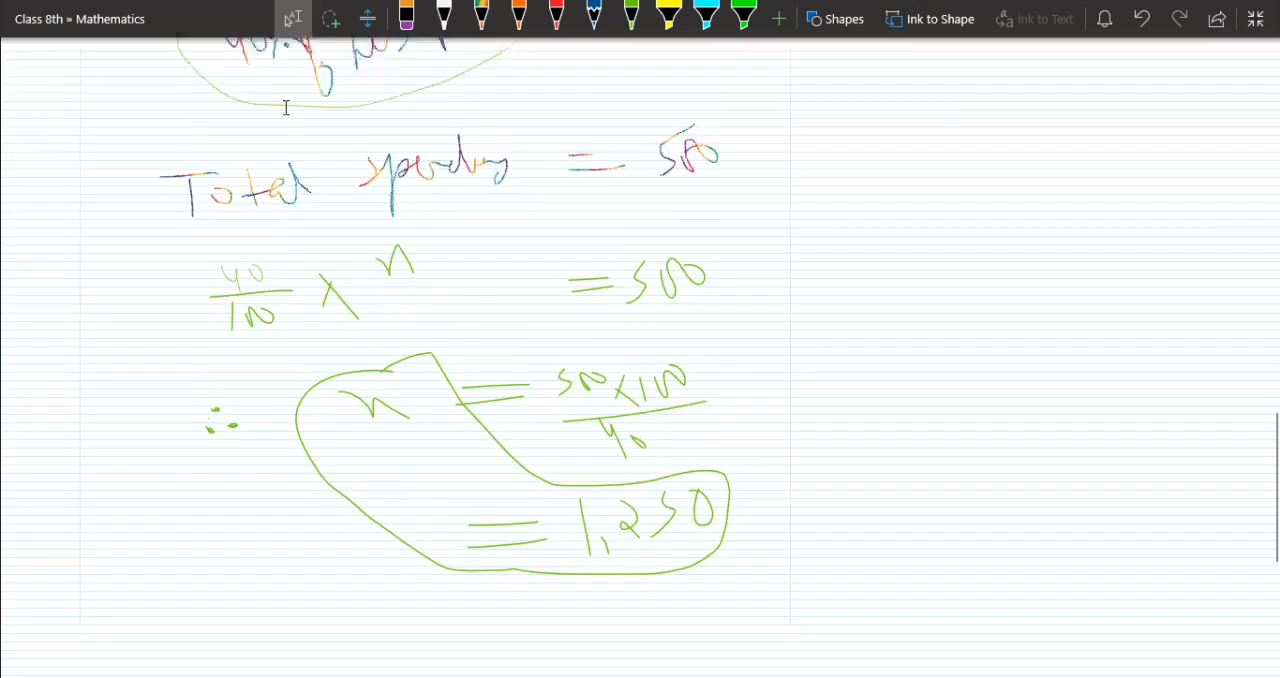 Class 8th » Mathematics
Shapes Ink to Shape Ink to Text
Total spending = 500
40/100 × n = 500
∴ n = 500 × 100 / 40
= 1,250